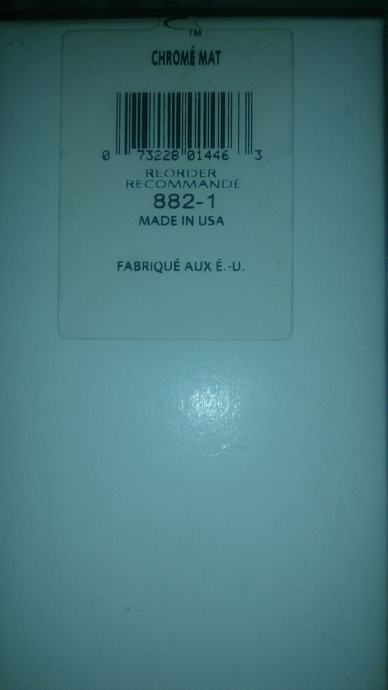 TM
CHROMÉ MAT
0 73228 01446 3
REORDER
RECOMMANDÉ
882-1
MADE IN USA
FABRIQUÉ AUX É.-U.